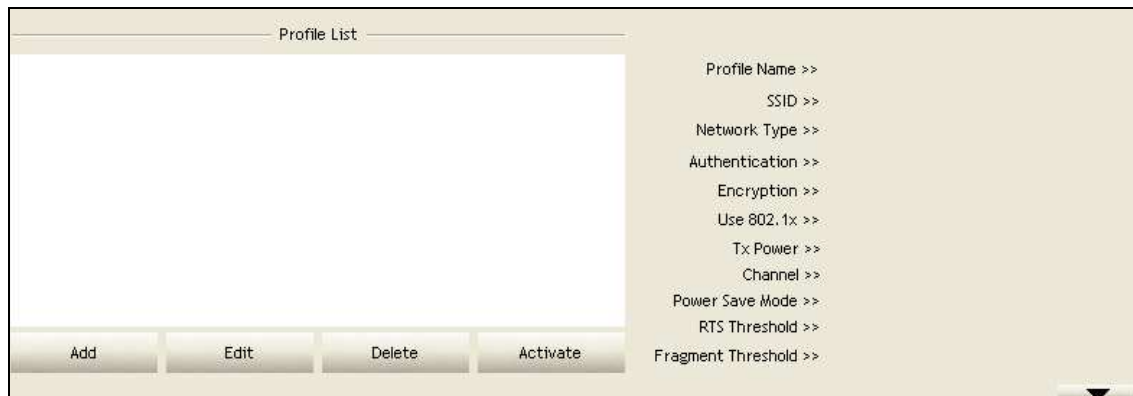 Profile List
Profile Name >>
SSID >>
Network Type >>
Authentication >>
Encryption >>
Use 802.1x >>
Tx Power >>
Channel >>
Power Save Mode >>
RTS Threshold >>
Fragment Threshold >>
Add
Edit
Delete
Activate